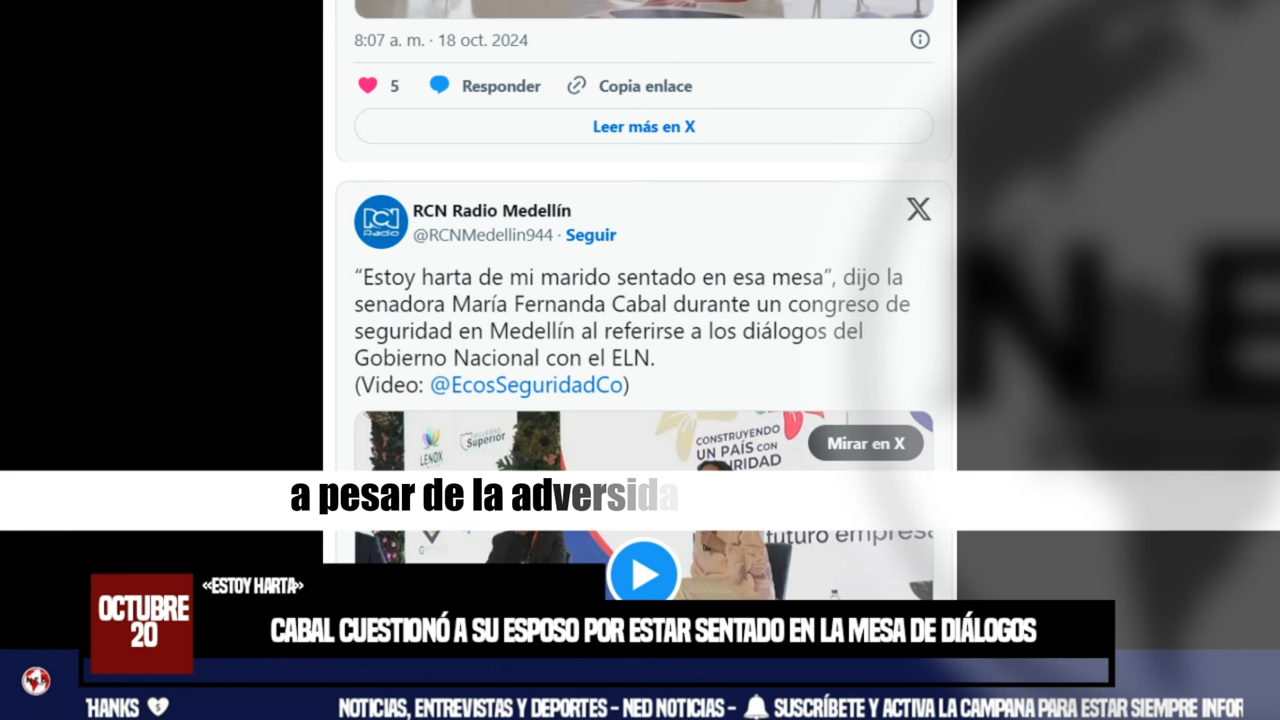 8:07 a. m. · 18 oct. 2024
5 Responder Copia enlace
Leer más en X
RCN Radio Medellín
@RCNMedellin944 · Seguir
“Estoy harta de mi marido sentado en esa mesa”, dijo la
senadora María Fernanda Cabal durante un congreso de
seguridad en Medellín al referirse a los diálogos del
Gobierno Nacional con el ELN.
(Video: @EcosSeguridadCo)
RCN
Radio
LENOX
Superior
CONSTRUYENDO
UN PAÍS CON
Mirar en X
N E
a pesar de la adversida
futuro
«ESTOY HARTA»
OCTUBRE
20
CABAL CUESTIONÓ A SU ESPOSO POR ESTAR SENTADO EN LA MESA DE DIÁLOGOS
HANKS
NOTICIAS, ENTREVISTAS Y DEPORTES - NED NOTICIAS - SUSCRÍBETE Y ACTIVA LA CAMPANA PARA ESTAR SIEMPRE INFOR